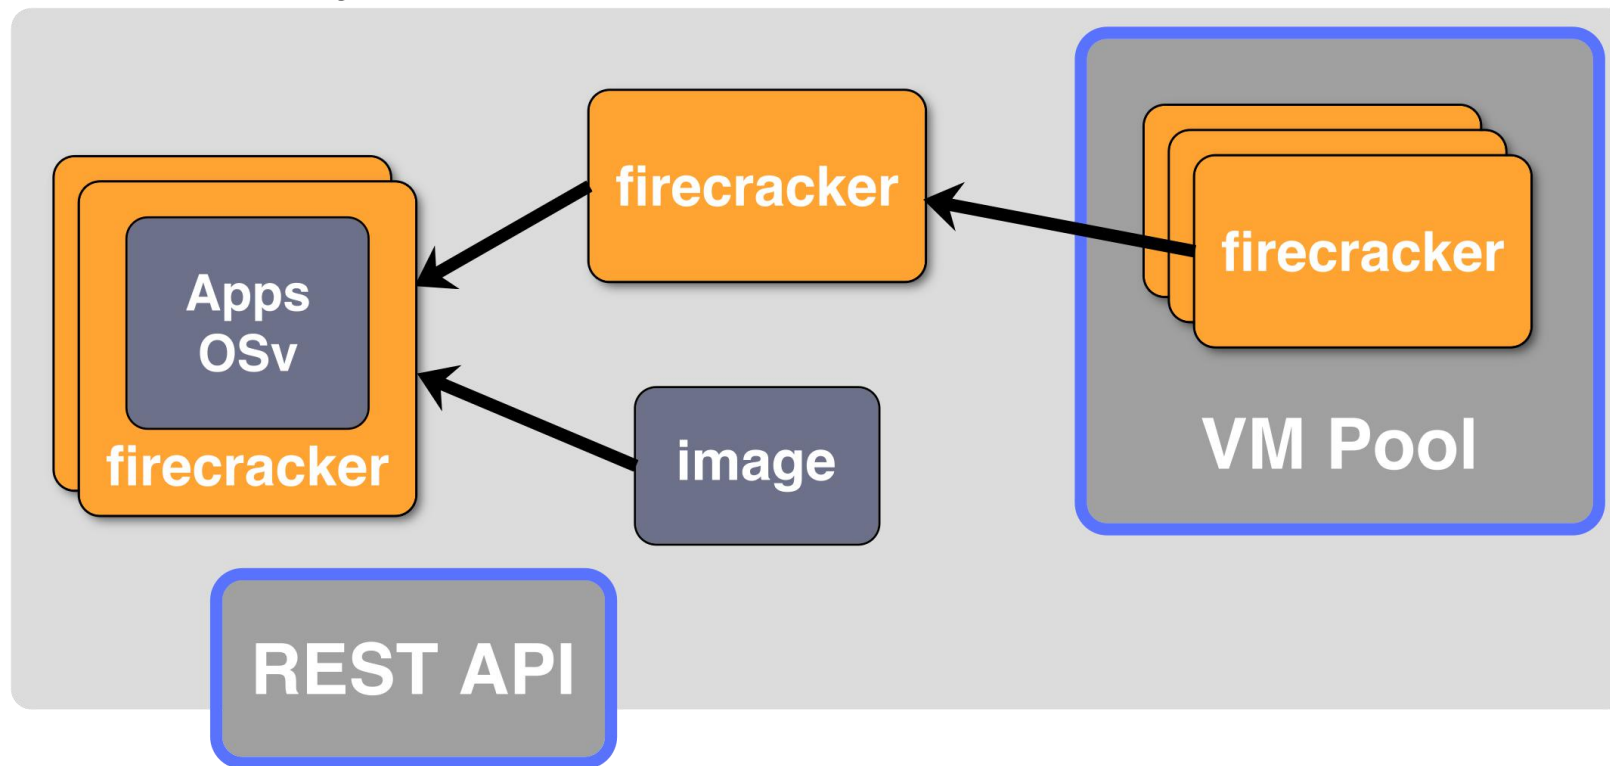 firecracker
firecracker
Apps
OSv
firecracker
image
VM Pool
REST API